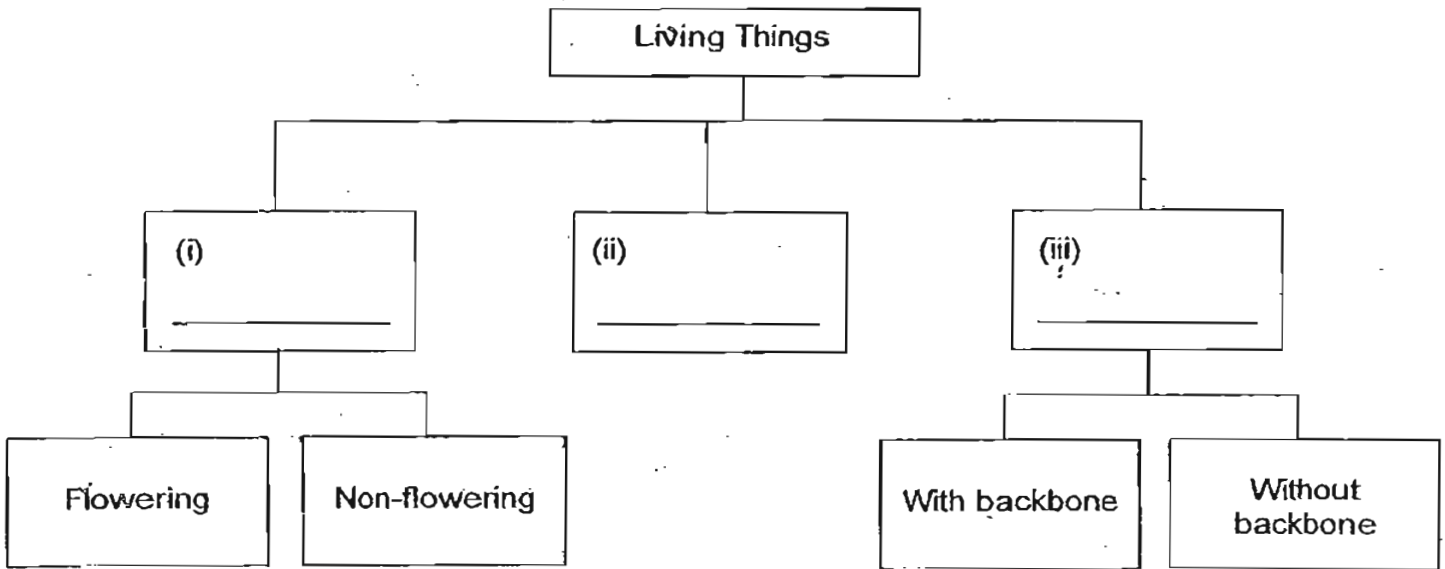 Living Things
(i)
(ii)
(iii)
Flowering
Non-flowering
With backbone
Without
backbone